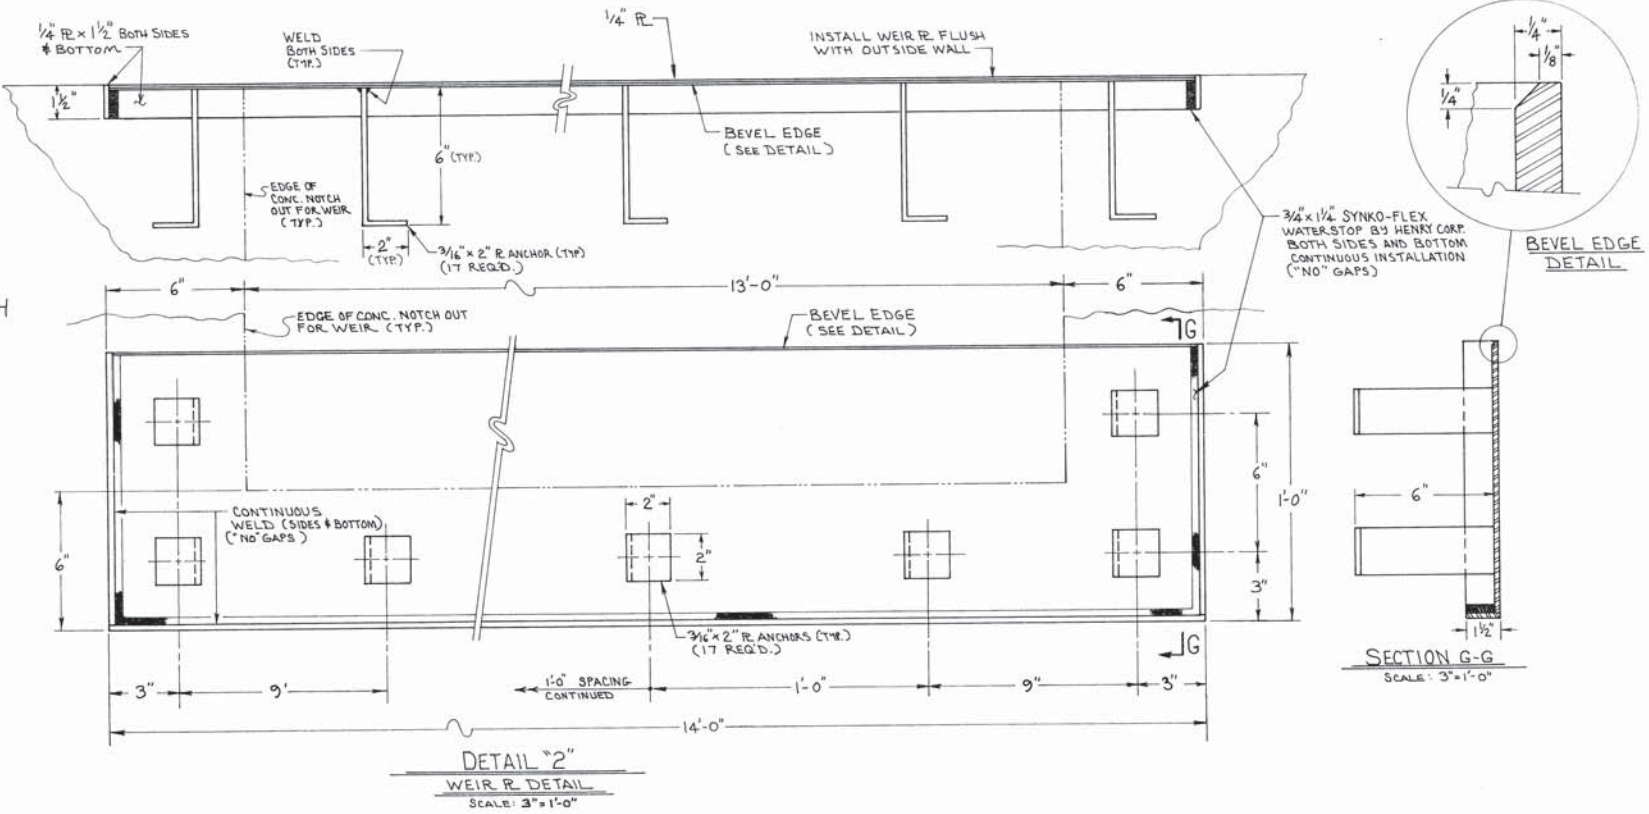 1/4" ℞ × 1 1/2" BOTH SIDES
& BOTTOM
WELD
BOTH SIDES
(TYP.)
1/4" ℞
INSTALL WEIR ℞ FLUSH
WITH OUTSIDE WALL
1/4"
1/8"
1/4"
1 1/2"
BEVEL EDGE
(SEE DETAIL)
6" (TYP.)
EDGE OF
CONC. NOTCH
OUT FOR WEIR
(TYP.)
2"
(TYP.)
3/16" × 2" ℞ ANCHOR (TYP)
(17 REQ'D.)
3/4" × 1 1/4" SYNKO-FLEX
WATERSTOP BY HENRY CORP.
BOTH SIDES AND BOTTOM
CONTINUOUS INSTALLATION
("NO" GAPS)
BEVEL EDGE
DETAIL
6"
13'-0"
6"
H
EDGE OF CONC. NOTCH OUT
FOR WEIR (TYP.)
BEVEL EDGE
(SEE DETAIL)
G
CONTINUOUS
WELD (SIDES & BOTTOM)
("NO" GAPS)
6"
2"
2"
6"
1'-0"
3"
6"
3/16" × 2" ℞ ANCHORS (TYP.)
(17 REQ'D.)
G
1 1/2"
SECTION G-G
SCALE: 3"=1'-0"
3"
9'
1'-0" SPACING
CONTINUED
1'-0"
9"
3"
14'-0"
DETAIL "2"
WEIR ℞ DETAIL
SCALE: 3"=1'-0"